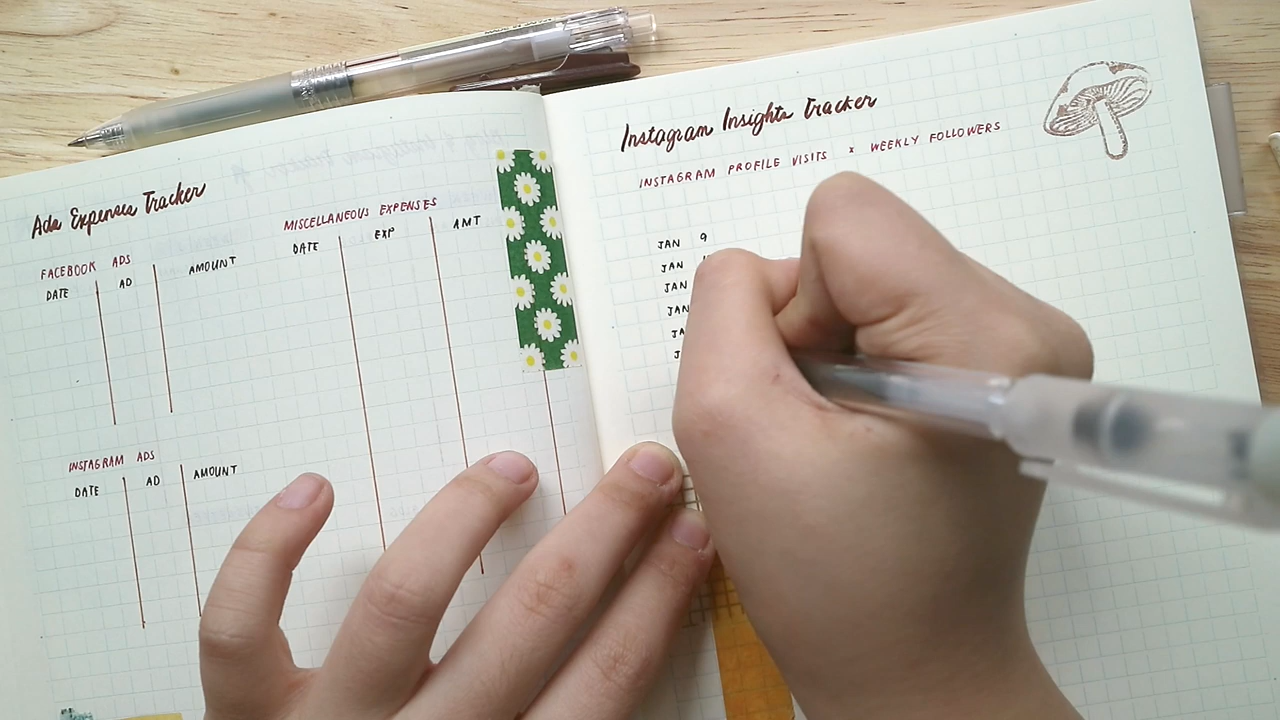 Ads Expenses Tracker
FACEBOOK ADS
DATE AD AMOUNT
INSTAGRAM ADS
DATE AD AMOUNT
MISCELLANEOUS EXPENSES
DATE EXP AMT
Instagram Insights Tracker
INSTAGRAM PROFILE VISITS x WEEKLY FOLLOWERS
JAN 9
JAN
JAN
JAN